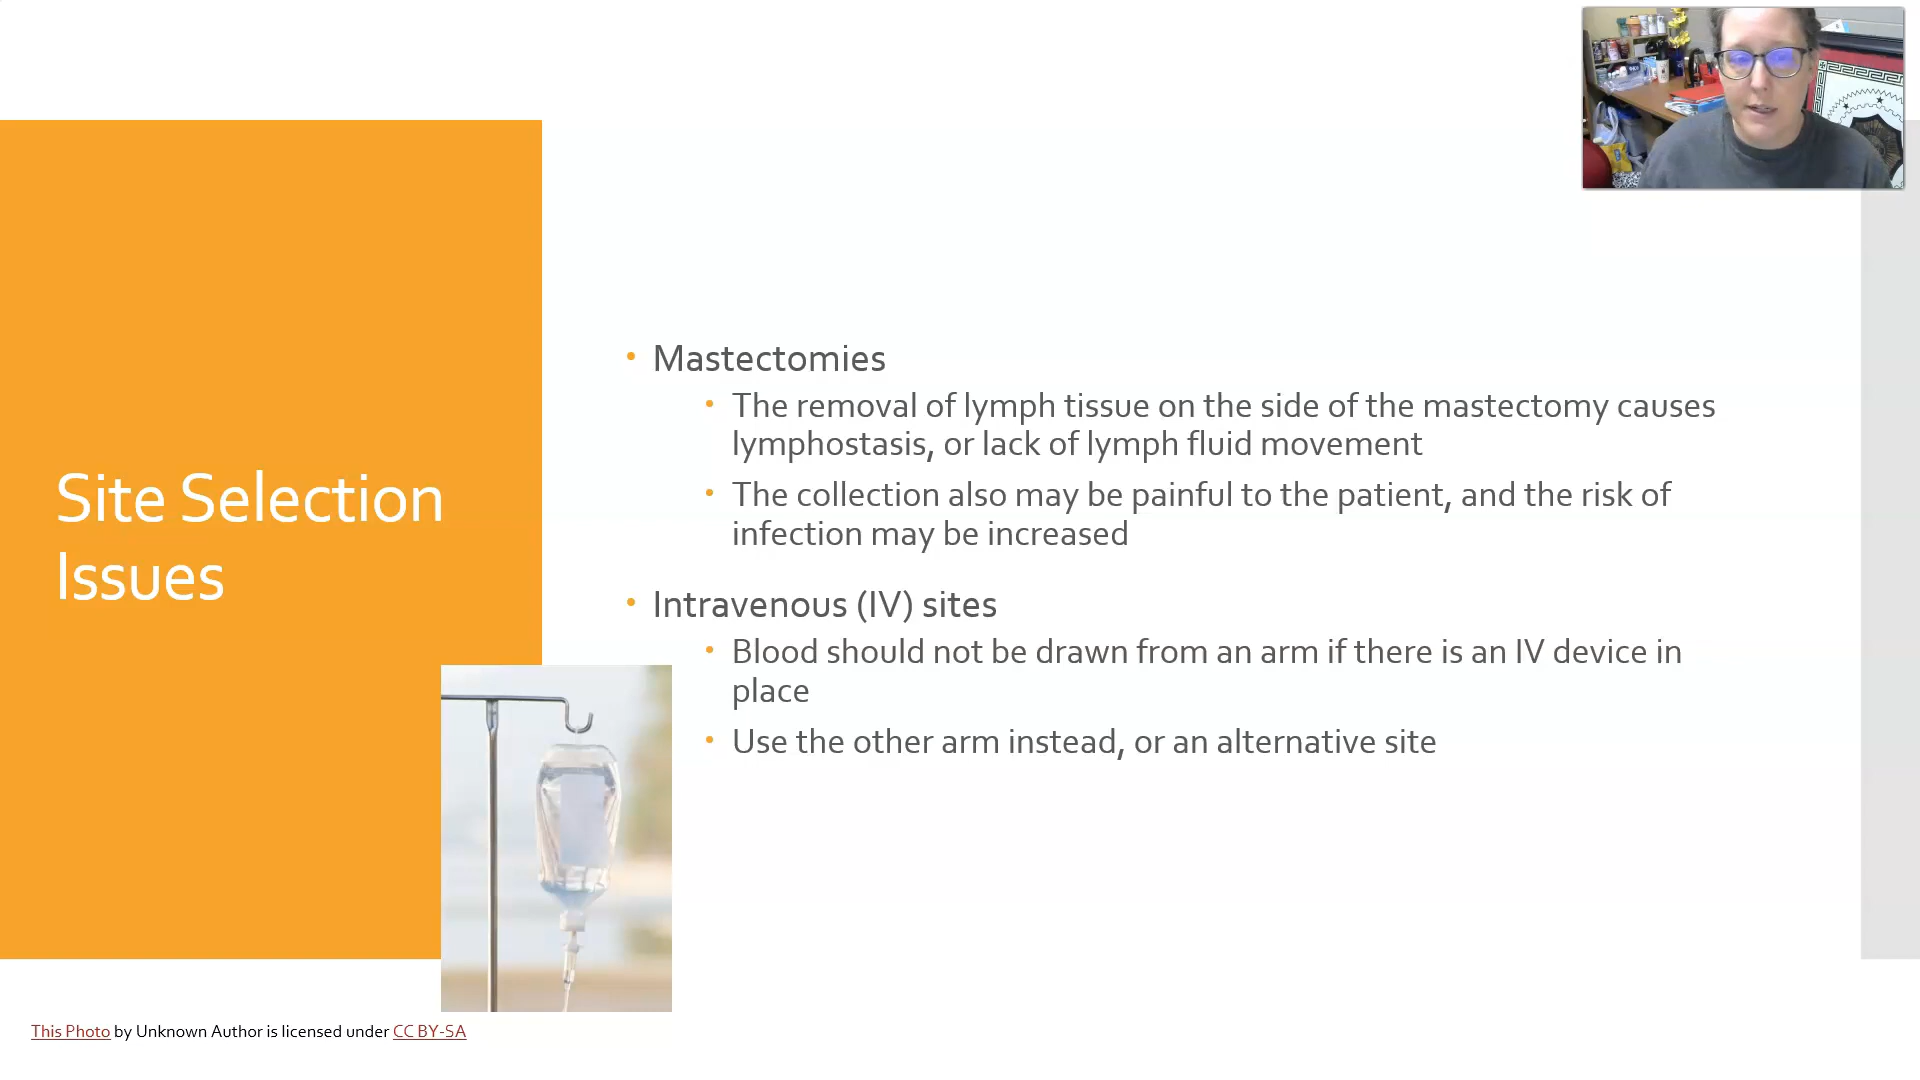 Site Selection
Issues
• Mastectomies
• The removal of lymph tissue on the side of the mastectomy causes
lymphostasis, or lack of lymph fluid movement
• The collection also may be painful to the patient, and the risk of
infection may be increased
• Intravenous (IV) sites
• Blood should not be drawn from an arm if there is an IV device in
place
• Use the other arm instead, or an alternative site
This Photo by Unknown Author is licensed under CC BY-SA